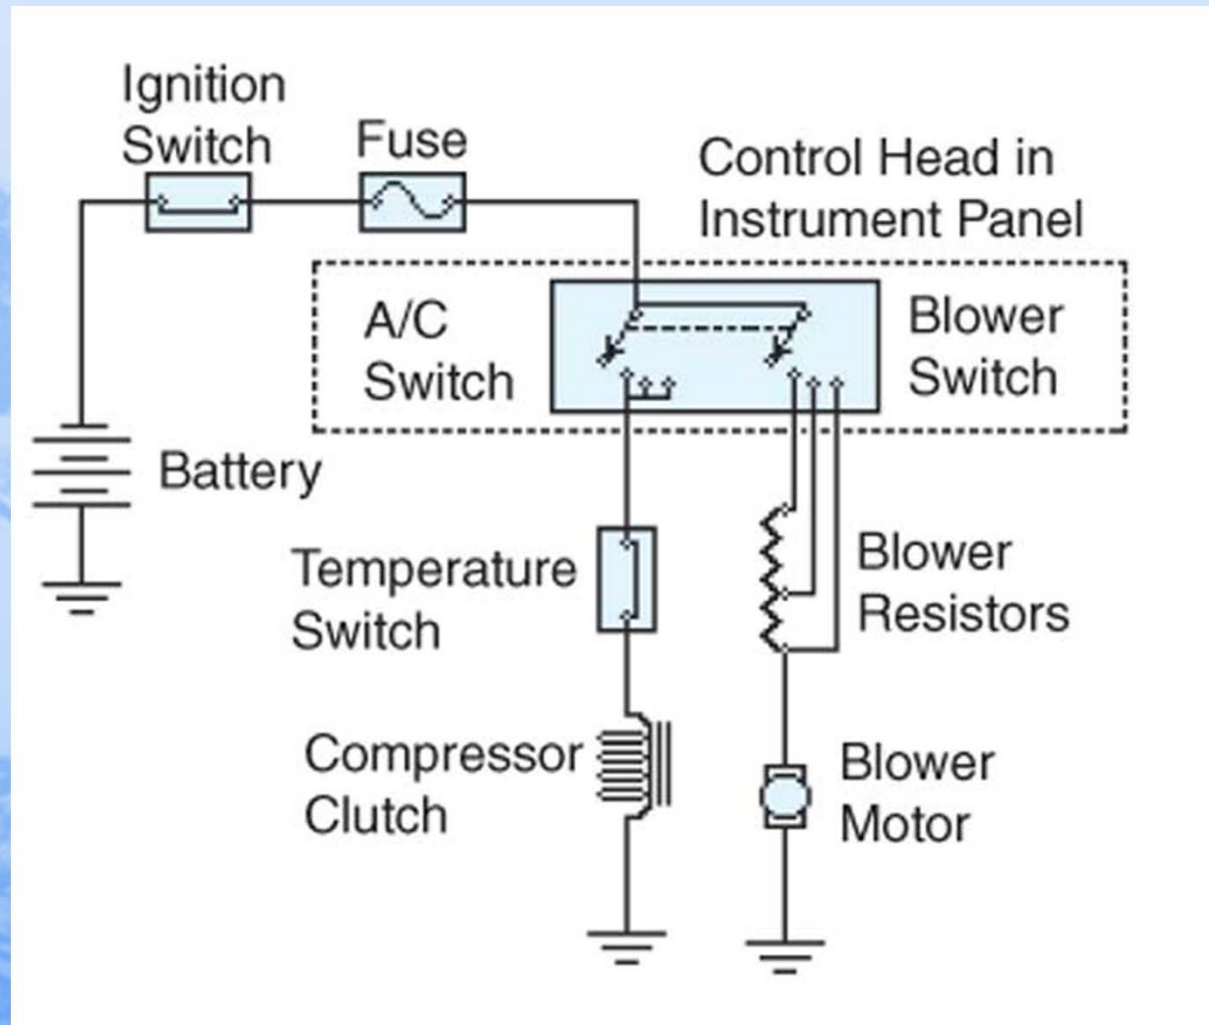 Ignition
Switch
Fuse
Control Head in
Instrument Panel
A/C
Switch
Blower
Switch
Battery
Temperature
Switch
Blower
Resistors
Compressor
Clutch
Blower
Motor